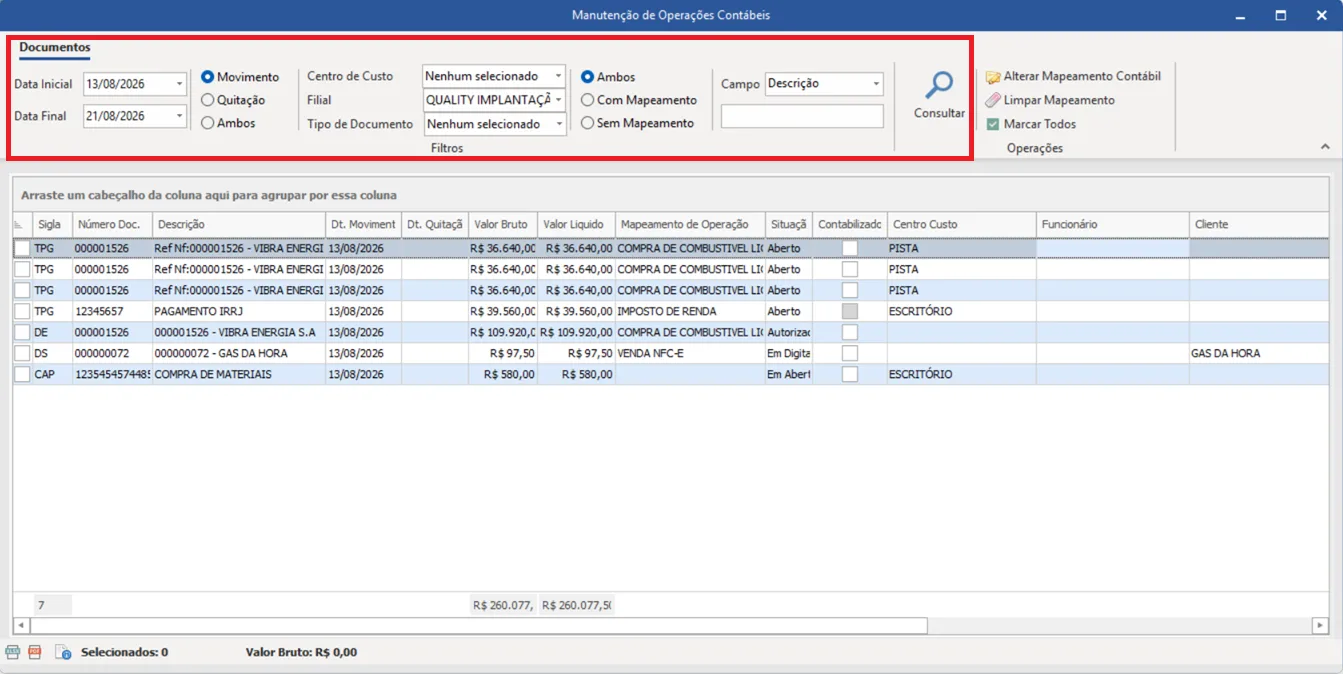 Manutenção de Operações Contábeis
Documentos
Data Inicial 13/08/2026
Data Final 21/08/2026
Movimento
Quitação
Ambos
Centro de Custo Nenhum selecionado
Filial QUALITY IMPLANTAÇÃ
Tipo de Documento Nenhum selecionado
Filtros
Ambos
Com Mapeamento
Sem Mapeamento
Campo Descrição
Consultar
Alterar Mapeamento Contábil
Limpar Mapeamento
Marcar Todos
Operações
Arraste um cabeçalho da coluna aqui para agrupar por essa coluna
Sigla Número Doc. Descrição Dt. Moviment Dt. Quitaçã Valor Bruto Valor Liquido Mapeamento de Operação Situaçã Contabilizado Centro Custo Funcionário Cliente
TPG 000001526 Ref Nf:000001526 - VIBRA ENERGI 13/08/2026 R$ 36.640,00 R$ 36.640,00 COMPRA DE COMBUSTIVEL LI Aberto PISTA
TPG 000001526 Ref Nf:000001526 - VIBRA ENERGI 13/08/2026 R$ 36.640,00 R$ 36.640,00 COMPRA DE COMBUSTIVEL LI Aberto PISTA
TPG 000001526 Ref Nf:000001526 - VIBRA ENERGI 13/08/2026 R$ 36.640,00 R$ 36.640,00 COMPRA DE COMBUSTIVEL LI Aberto PISTA
TPG 12345657 PAGAMENTO IRRJ 13/08/2026 R$ 39.560,00 R$ 39.560,00 IMPOSTO DE RENDA Aberto ESCRITÓRIO
DE 000001526 000001526 - VIBRA ENERGIA S.A 13/08/2026 R$ 109.920, R$ 109.920,00 COMPRA DE COMBUSTIVEL LI Autorizad
DS 000000072 000000072 - GAS DA HORA 13/08/2026 R$ 97,50 R$ 97,50 VENDA NFC-E Em Digita GAS DA HORA
CAP 1235454574485 COMPRA DE MATERIAIS 13/08/2026 R$ 580,00 R$ 580,00 Em Abert ESCRITÓRIO
7 R$ 260.077, R$ 260.077,50
Selecionados: 0 Valor Bruto: R$ 0,00